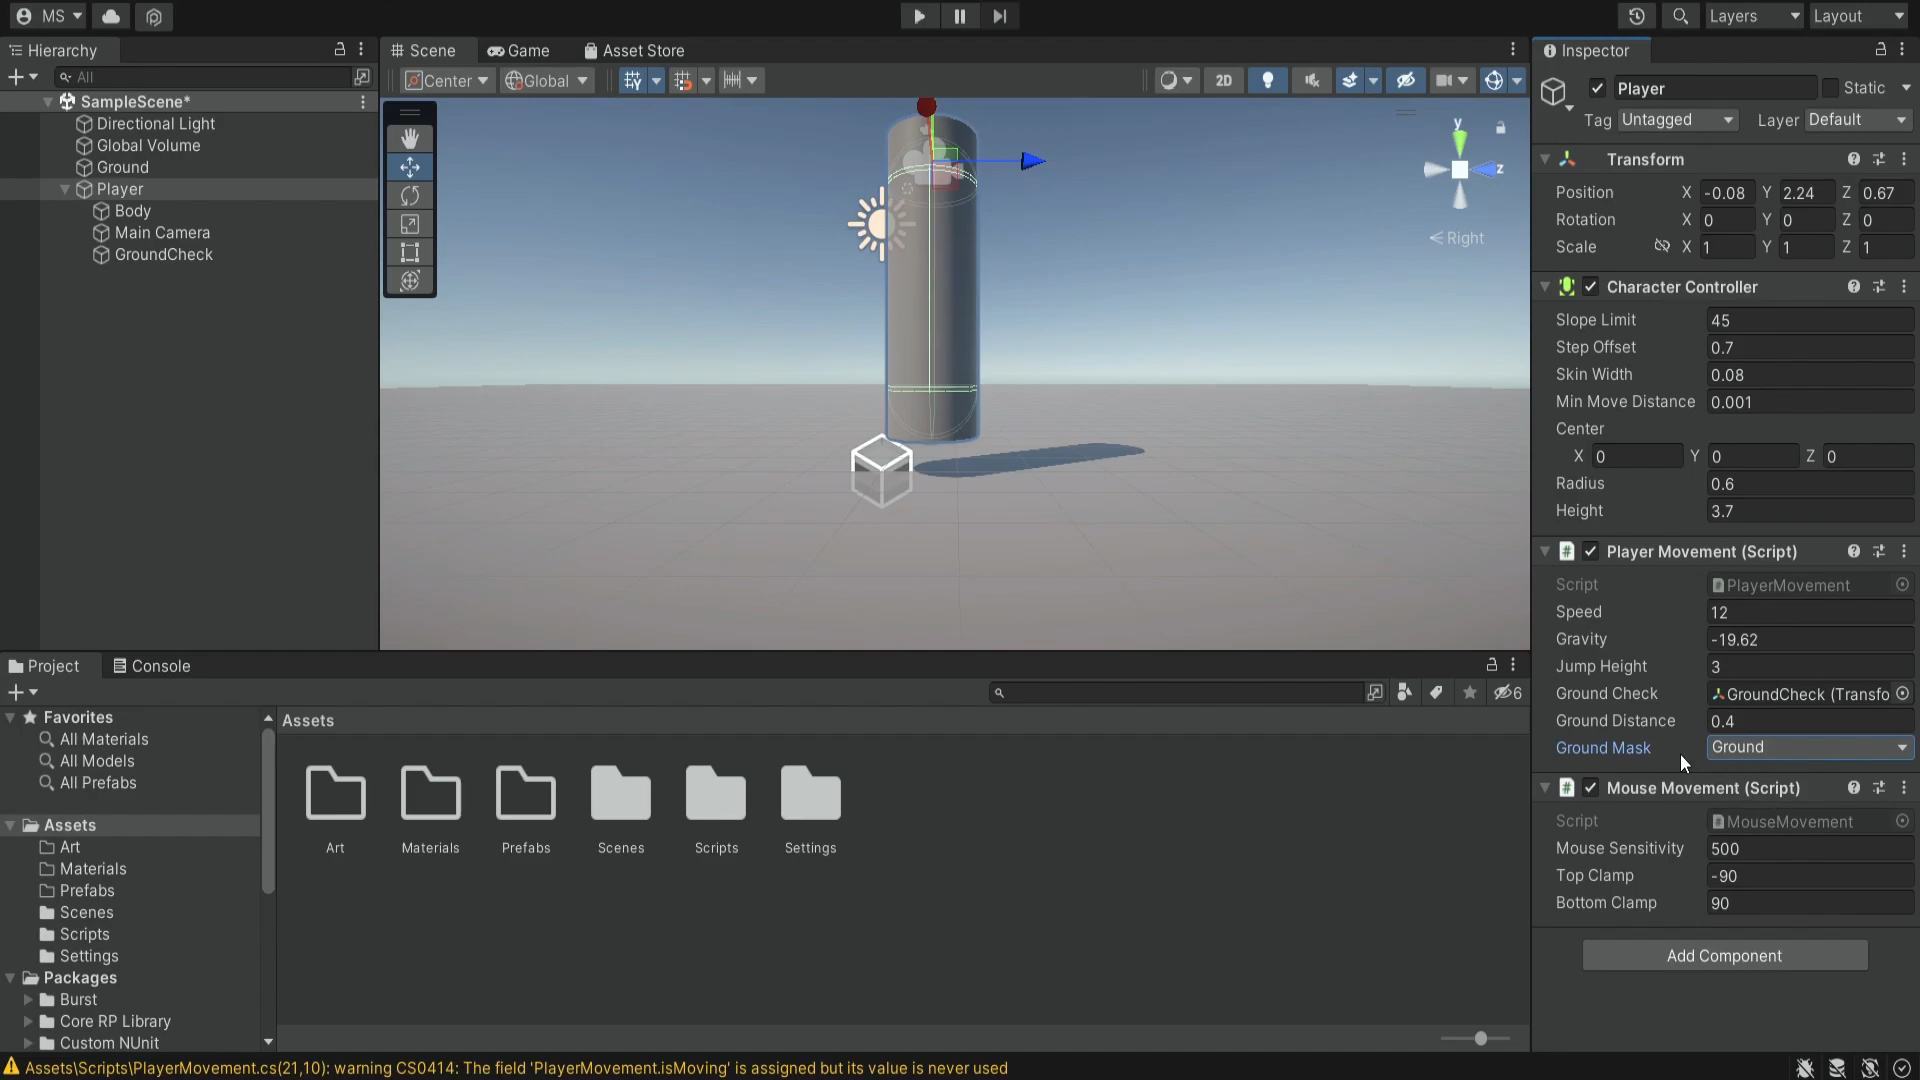 MS
Layers
Layout
Hierarchy
All
SampleScene*
Directional Light
Global Volume
Ground
Player
Body
Main Camera
GroundCheck
Scene
Game
Asset Store
Center
Global
2D
y
z
Right
Inspector
Player
Static
Tag Untagged
Layer Default
Transform
Position X -0.08 Y 2.24 Z 0.67
Rotation X 0 Y 0 Z 0
Scale X 1 Y 1 Z 1
Character Controller
Slope Limit 45
Step Offset 0.7
Skin Width 0.08
Min Move Distance 0.001
Center
X 0 Y 0 Z 0
Radius 0.6
Height 3.7
Player Movement (Script)
Script PlayerMovement
Speed 12
Gravity -19.62
Jump Height 3
Ground Check GroundCheck (Transfo
Ground Distance 0.4
Ground Mask Ground
Mouse Movement (Script)
Script MouseMovement
Mouse Sensitivity 500
Top Clamp -90
Bottom Clamp 90
Add Component
Project
Console
6
Favorites
All Materials
All Models
All Prefabs
Assets
Art
Materials
Prefabs
Scenes
Scripts
Settings
Packages
Burst
Core RP Library
Custom NUnit
Assets
Art
Materials
Prefabs
Scenes
Scripts
Settings
Assets\Scripts\PlayerMovement.cs(21,10): warning CS0414: The field 'PlayerMovement.isMoving' is assigned but its value is never used